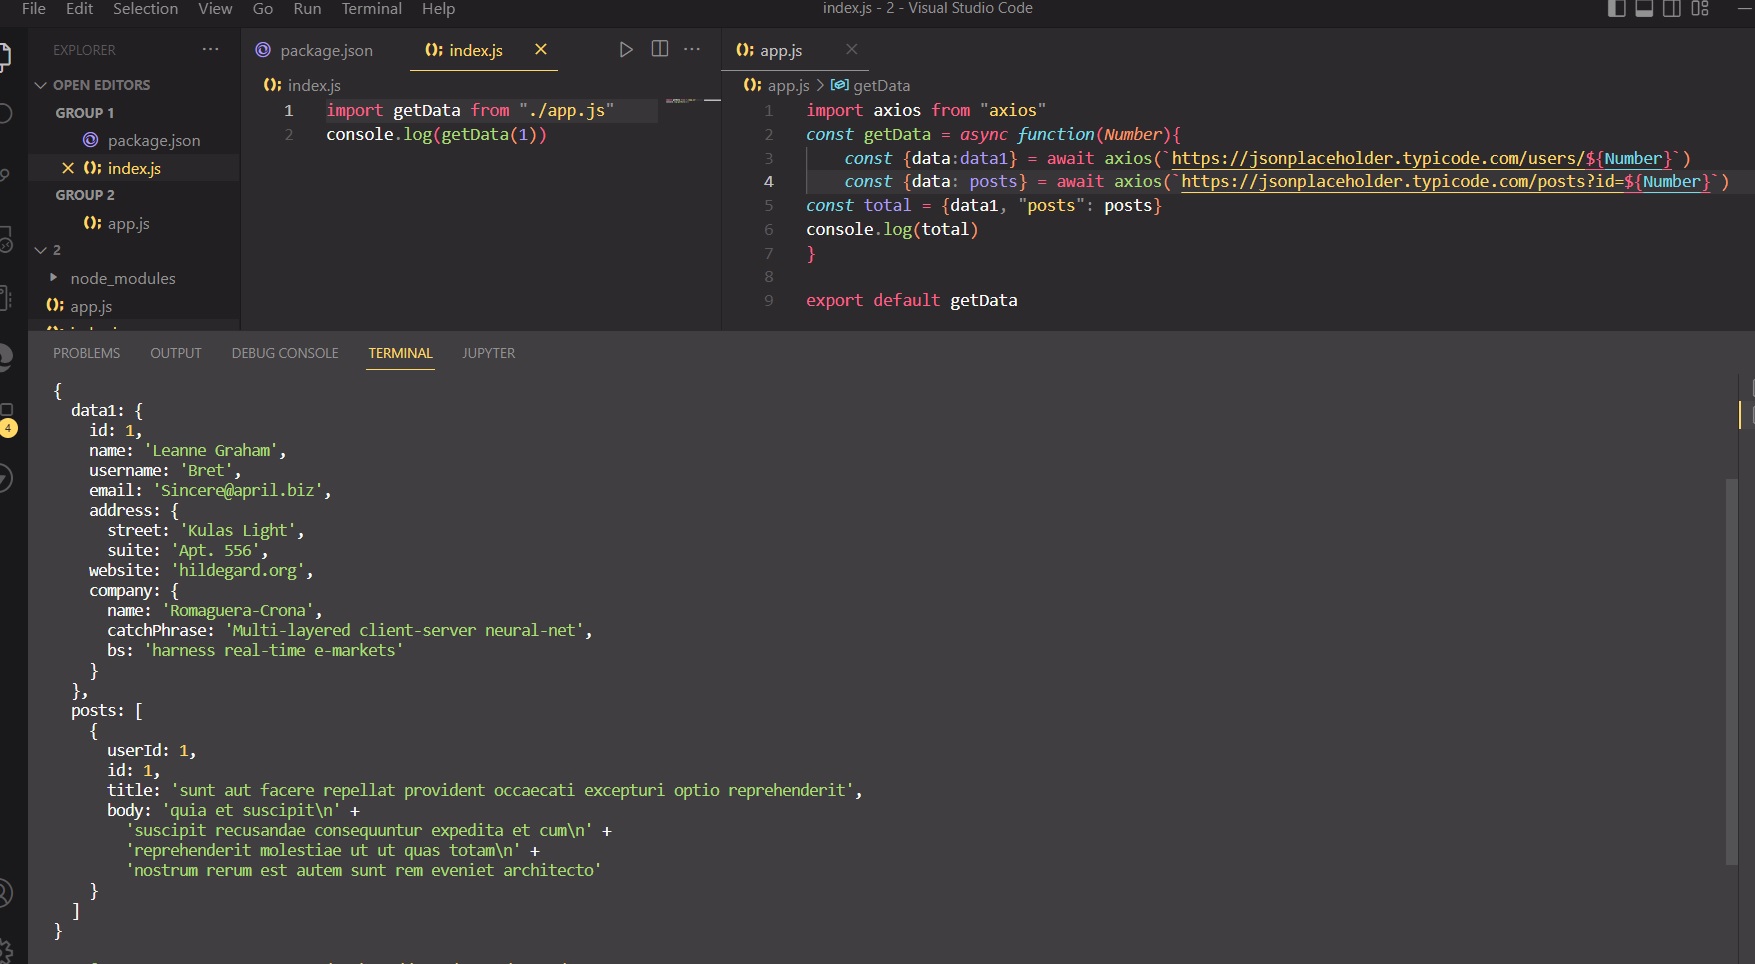 File Edit Selection View Go Run Terminal Help
index.js - 2 - Visual Studio Code
EXPLORER ...
OPEN EDITORS
GROUP 1
package.json
index.js
GROUP 2
app.js
2
node_modules
app.js
4
package.json
index.js
index.js
1 import getData from "./app.js"
2 console.log(getData(1))
app.js
app.js > getData
1 import axios from "axios"
2 const getData = async function(Number){
3 const {data:data1} = await axios(`https://jsonplaceholder.typicode.com/users/${Number}`)
4 const {data: posts} = await axios(`https://jsonplaceholder.typicode.com/posts?id=${Number}`)
5 const total = {data1, "posts": posts}
6 console.log(total)
7 }
8
9 export default getData
PROBLEMS OUTPUT DEBUG CONSOLE TERMINAL JUPYTER
{
data1: {
id: 1,
name: 'Leanne Graham',
username: 'Bret',
email: 'Sincere@april.biz',
address: {
street: 'Kulas Light',
suite: 'Apt. 556',
website: 'hildegard.org',
company: {
name: 'Romaguera-Crona',
catchPhrase: 'Multi-layered client-server neural-net',
bs: 'harness real-time e-markets'
}
},
posts: [
{
userId: 1,
id: 1,
title: 'sunt aut facere repellat provident occaecati excepturi optio reprehenderit',
body: 'quia et suscipit\n' +
'suscipit recusandae consequuntur expedita et cum\n' +
'reprehenderit molestiae ut ut quas totam\n' +
'nostrum rerum est autem sunt rem eveniet architecto'
}
]
}